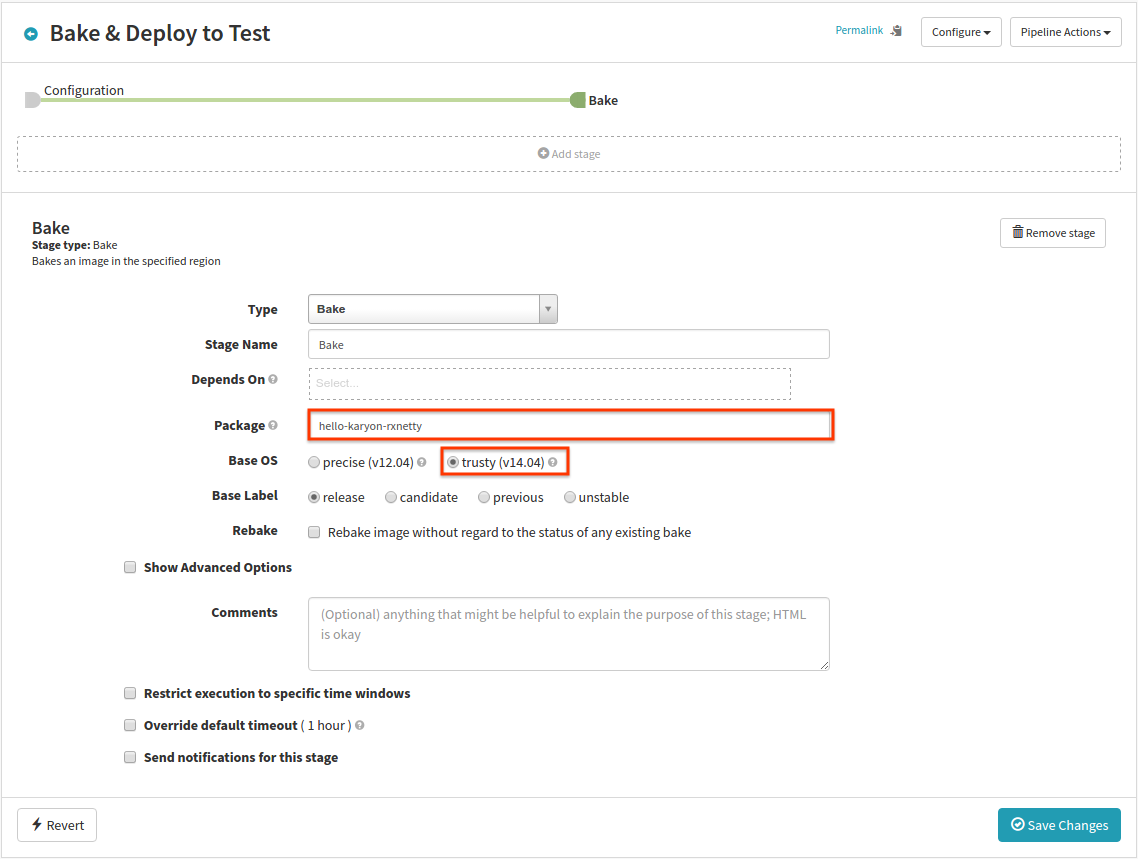 Bake & Deploy to Test
Permalink
Configure
Pipeline Actions
Configuration
Bake
Add stage
Bake
Stage type: Bake
Bakes an image in the specified region
Remove stage
Type Bake
Stage Name Bake
Depends On ? Select...
Package ? hello-karyon-rxnetty
Base OS precise (v12.04) ? trusty (v14.04) ?
Base Label release candidate previous unstable
Rebake Rebake image without regard to the status of any existing bake
Show Advanced Options
Comments (Optional) anything that might be helpful to explain the purpose of this stage; HTML
is okay
Restrict execution to specific time windows
Override default timeout ( 1 hour ) ?
Send notifications for this stage
Revert
Save Changes